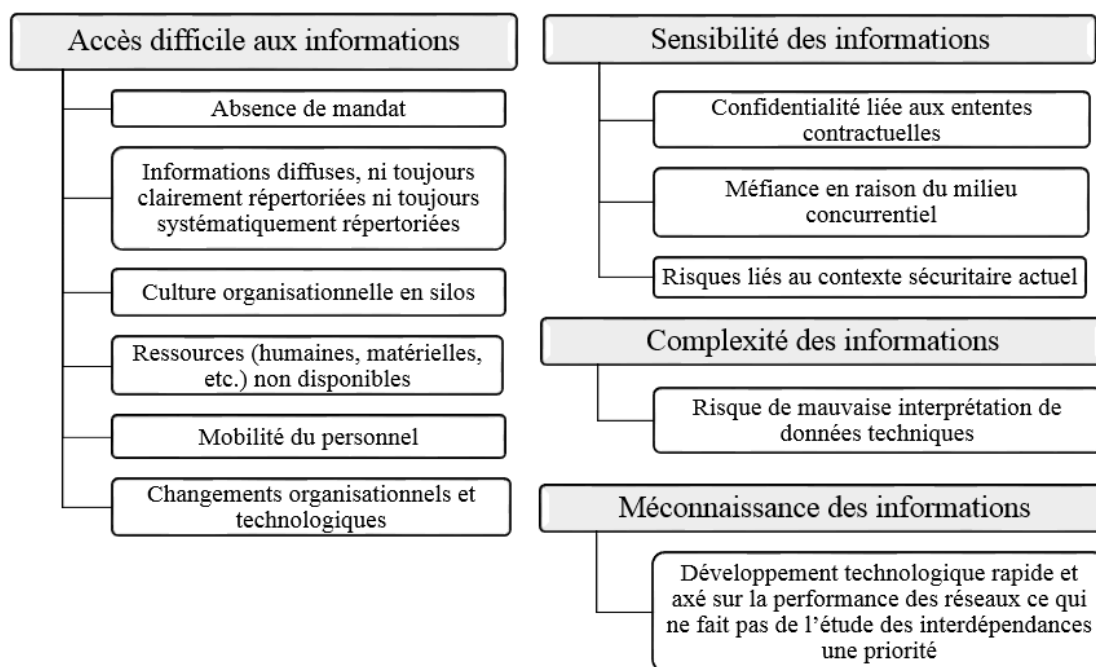 Accès difficile aux informations
Absence de mandat
Informations diffuses, ni toujours
clairement répertoriées ni toujours
systématiquement répertoriées
Culture organisationnelle en silos
Ressources (humaines, matérielles,
etc.) non disponibles
Mobilité du personnel
Changements organisationnels et
technologiques
Sensibilité des informations
Confidentialité liée aux ententes
contractuelles
Méfiance en raison du milieu
concurrentiel
Risques liés au contexte sécuritaire actuel
Complexité des informations
Risque de mauvaise interprétation de
données techniques
Méconnaissance des informations
Développement technologique rapide et
axé sur la performance des réseaux ce qui
ne fait pas de l’étude des interdépendances
une priorité